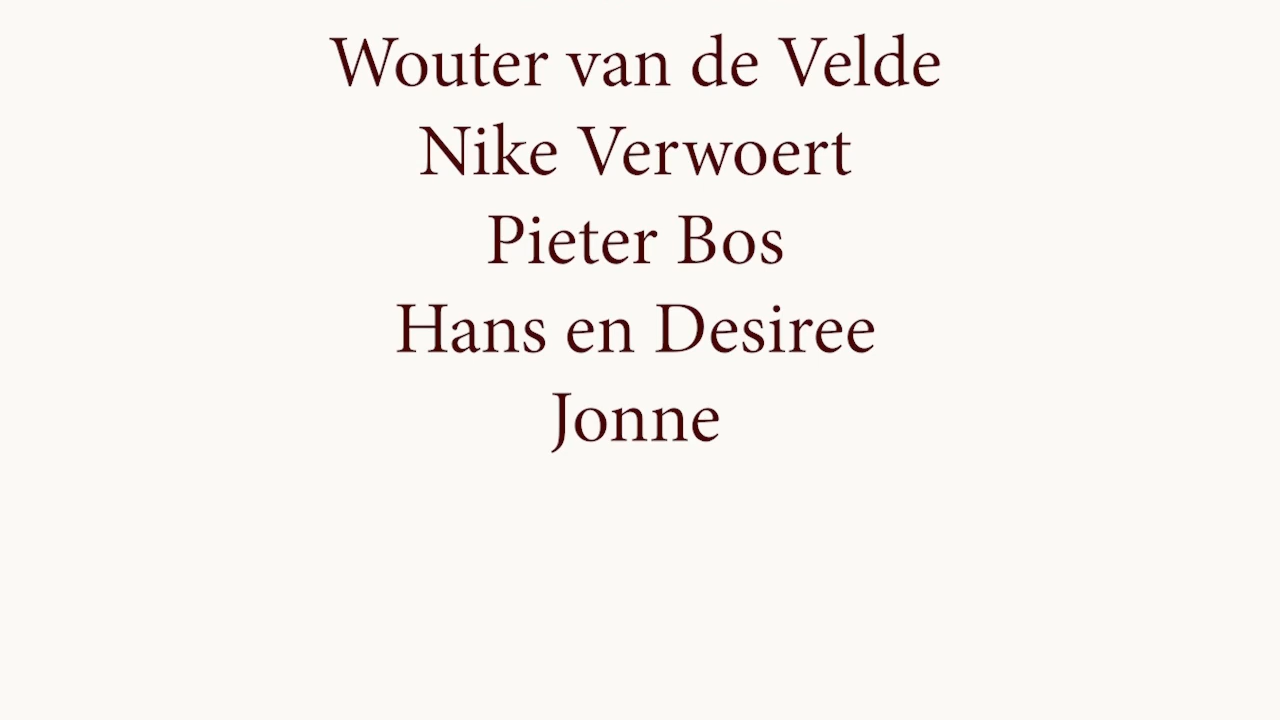 Wouter van de Velde
Nike Verwoert
Pieter Bos
Hans en Desiree
Jonne